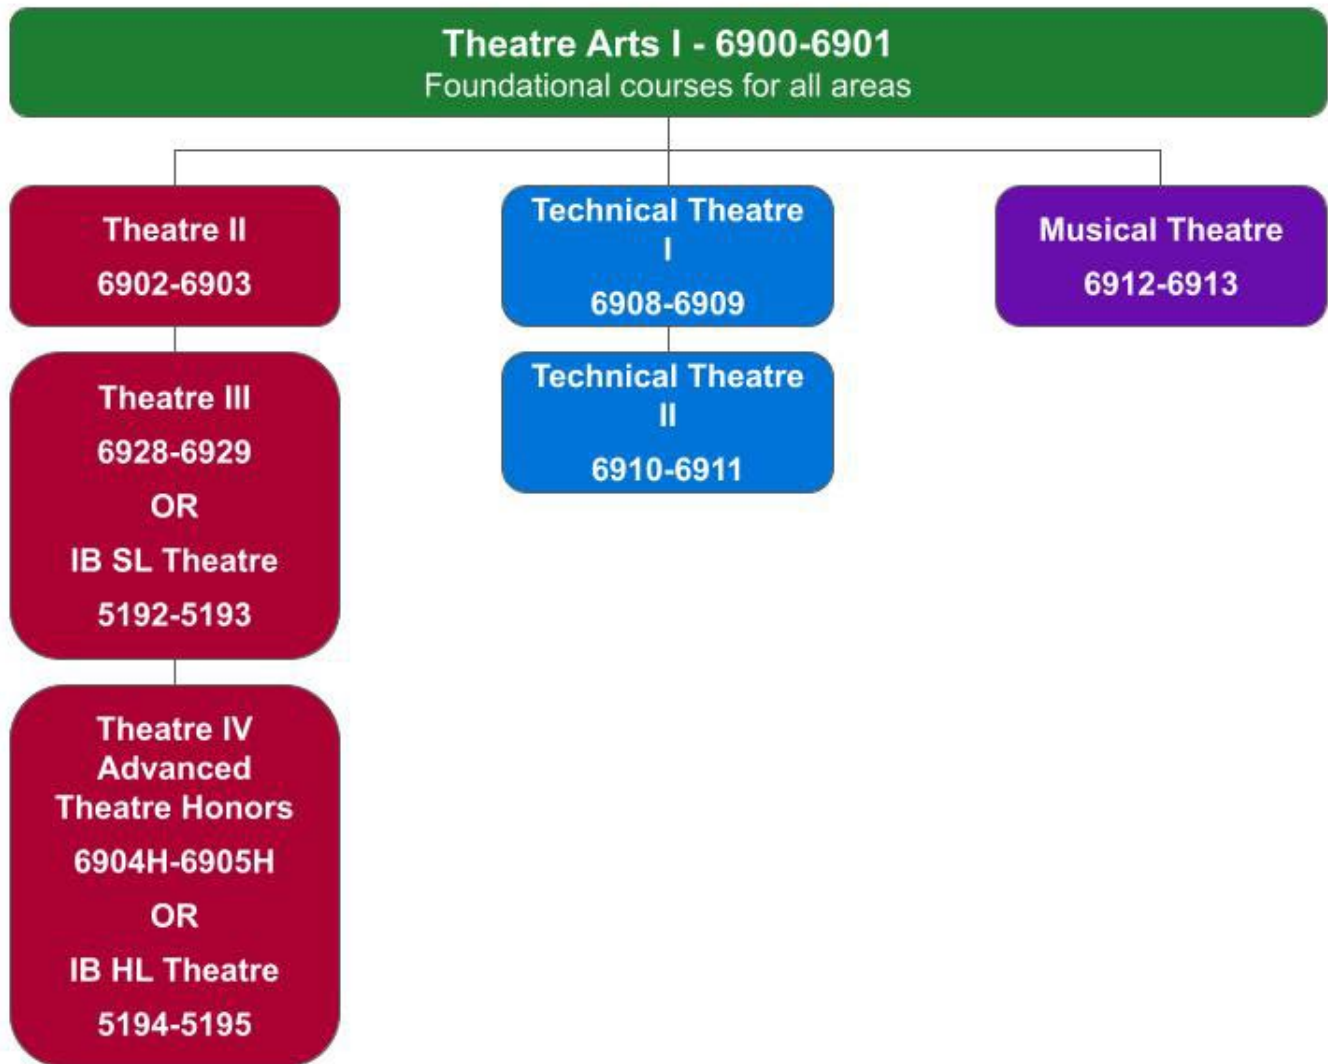 Theatre Arts I - 6900-6901
Foundational courses for all areas
Theatre II
6902-6903
Technical Theatre
I
6908-6909
Musical Theatre
6912-6913
Theatre III
6928-6929
OR
IB SL Theatre
5192-5193
Technical Theatre
II
6910-6911
Theatre IV
Advanced
Theatre Honors
6904H-6905H
OR
IB HL Theatre
5194-5195